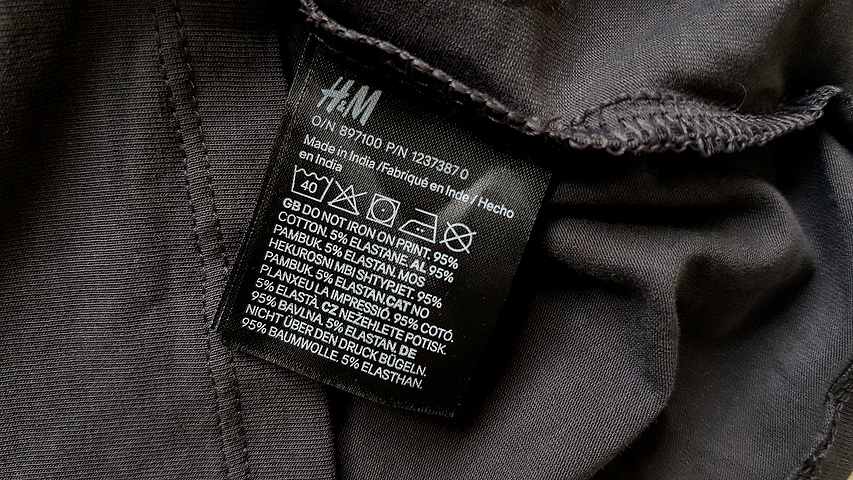 H&M
O/N 897100 P/N 1237387 0
Made in India /Fabriqué en Inde / Hecho
en India
40
GB DO NOT IRON ON PRINT. 95%
COTTON. 5% ELASTANE. AL 95%
PAMBUK. 5% ELASTAN. MOS
HEKUROSNI MBI SHTYPJET. 95%
PAMBUK. 5% ELASTAN.CAT NO
PLANXEU LA IMPRESSIÓ. 95% COTÓ.
5% ELASTÀ. CZ NEŽEHLETE POTISK.
95% BAVLNA. 5% ELASTAN. DE
NICHT ÜBER DEN DRUCK BÜGELN.
95% BAUMWOLLE. 5% ELASTHAN.